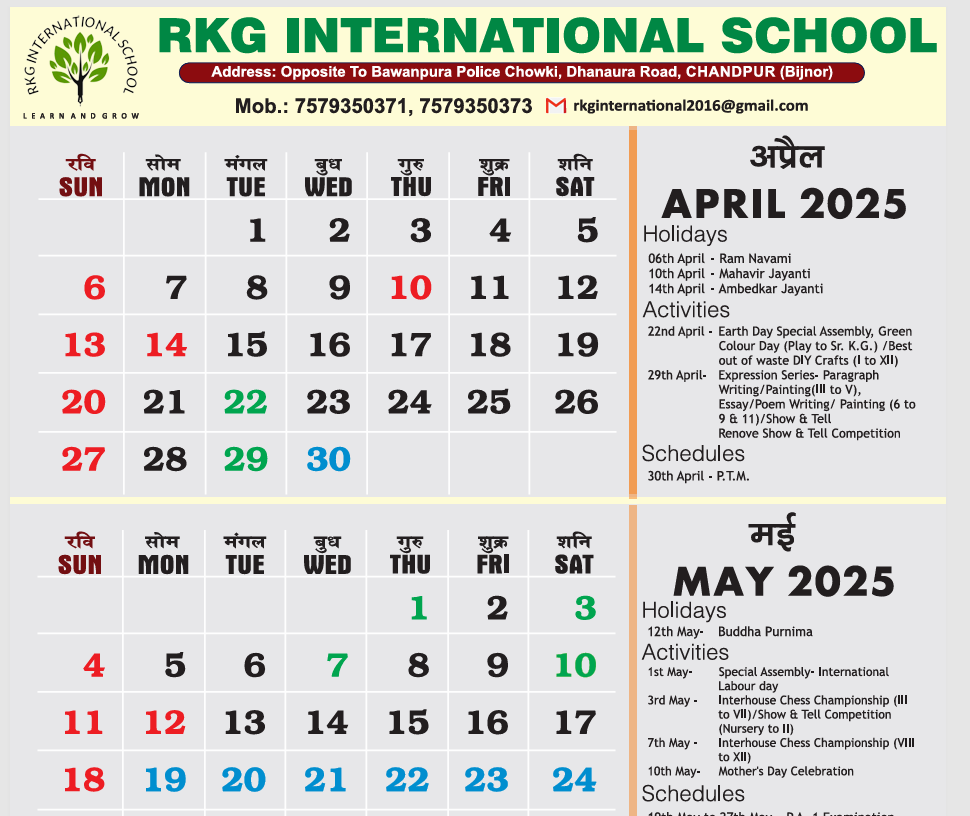 RKG INTERNATIONAL SCHOOL
LEARN AND GROW
RKG INTERNATIONAL SCHOOL
Address: Opposite To Bawanpura Police Chowki, Dhanaura Road, CHANDPUR (Bijnor)
Mob.: 7579350371, 7579350373 rkginternational2016@gmail.com
रवि सोम मंगल बुध गुरु शुक्र शनि
SUN MON TUE WED THU FRI SAT
1 2 3 4 5
6 7 8 9 10 11 12
13 14 15 16 17 18 19
20 21 22 23 24 25 26
27 28 29 30
अप्रैल
APRIL 2025
Holidays
06th April - Ram Navami
10th April - Mahavir Jayanti
14th April - Ambedkar Jayanti
Activities
22nd April - Earth Day Special Assembly, Green
Colour Day (Play to Sr. K.G.) /Best
out of waste DIY Crafts (I to XII)
29th April- Expression Series- Paragraph
Writing/Painting(III to V),
Essay/Poem Writing/ Painting (6 to
9 & 11)/Show & Tell
Renove Show & Tell Competition
Schedules
30th April - P.T.M.
रवि सोम मंगल बुध गुरु शुक्र शनि
SUN MON TUE WED THU FRI SAT
1 2 3
4 5 6 7 8 9 10
11 12 13 14 15 16 17
18 19 20 21 22 23 24
मई
MAY 2025
Holidays
12th May- Buddha Purnima
Activities
1st May- Special Assembly- International
Labour day
3rd May - Interhouse Chess Championship (III
to VII)/Show & Tell Competition
(Nursery to II)
7th May - Interhouse Chess Championship (VIII
to XII)
10th May- Mother's Day Celebration
Schedules